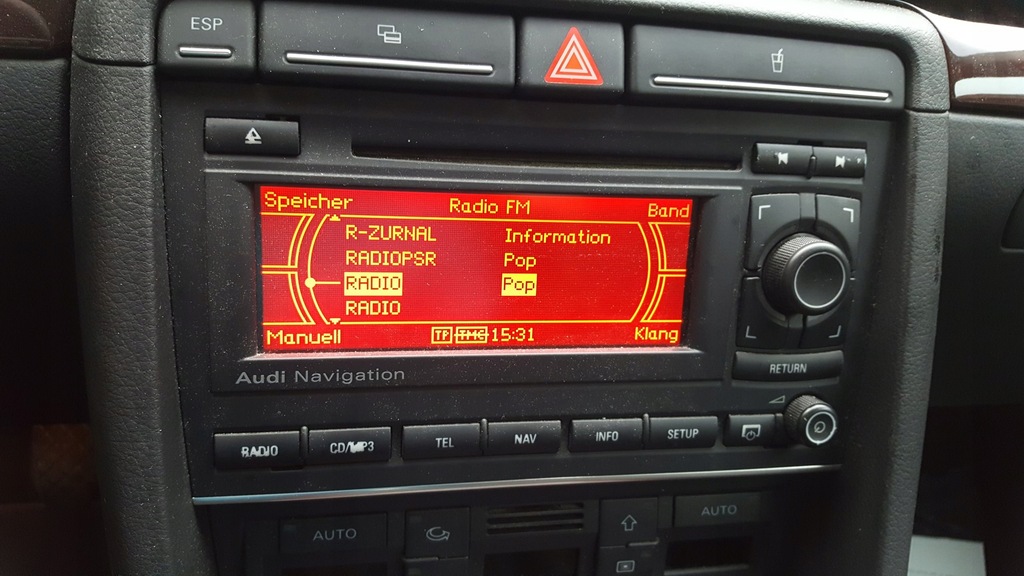 ESP
Speicher Radio FM Band
R-ZURNAL Information
RADIOPSR Pop
RADIO Pop
RADIO
Manuell TP TMC 15:31 Klang
Audi Navigation
RETURN
RADIO CD/MP3 TEL NAV INFO SETUP
AUTO AUTO